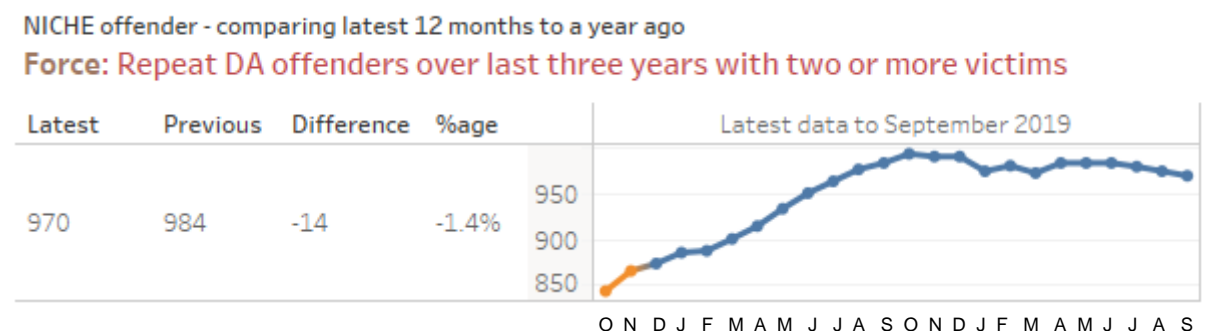 NICHE offender - comparing latest 12 months to a year ago
Force: Repeat DA offenders over last three years with two or more victims
Latest Previous Difference %age Latest data to September 2019
950
970 984 -14 -1.4%
900
850
O N D J F M A M J J A S O N D J F M A M J J A S